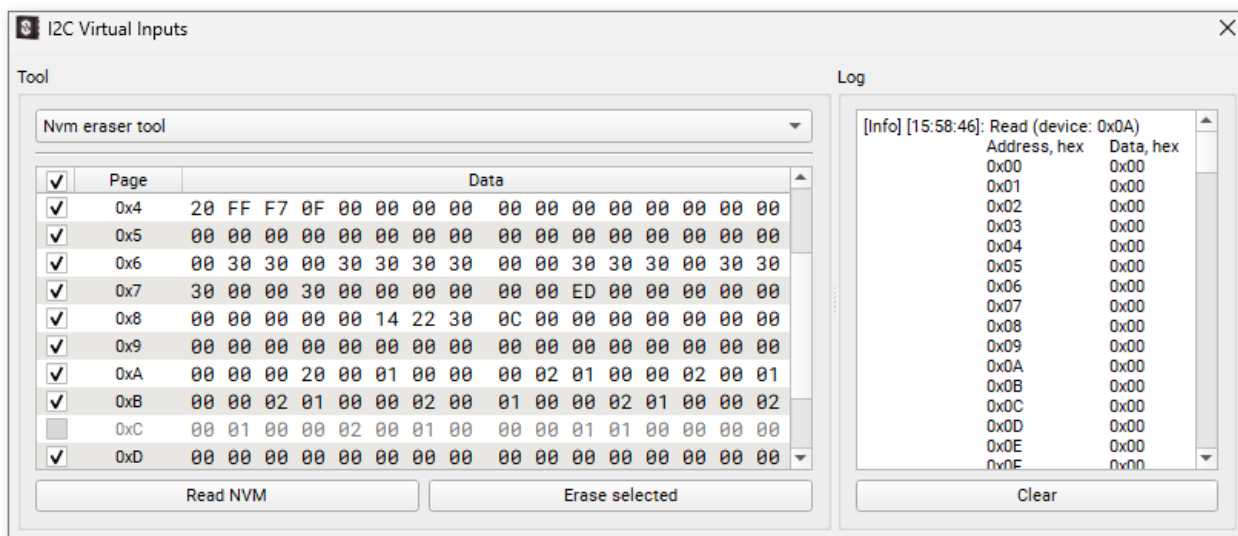 I2C Virtual Inputs
Tool
Nvm eraser tool
Page Data
0x4 20 FF F7 0F 00 00 00 00 00 00 00 00 00 00 00 00
0x5 00 00 00 00 00 00 00 00 00 00 00 00 00 00 00 00
0x6 00 30 30 00 30 30 30 30 00 00 30 30 30 00 30 30
0x7 30 00 00 30 00 00 00 00 00 00 ED 00 00 00 00 00
0x8 00 00 00 00 00 14 22 30 0C 00 00 00 00 00 00 00
0x9 00 00 00 00 00 00 00 00 00 00 00 00 00 00 00 00
0xA 00 00 00 20 00 01 00 00 00 02 01 00 00 02 00 01
0xB 00 00 02 01 00 00 02 00 01 00 00 02 01 00 00 02
0xC 00 01 00 00 02 00 01 00 00 00 01 01 00 00 00 00
0xD 00 00 00 00 00 00 00 00 00 00 00 00 00 00 00 00
Read NVM
Erase selected
Log
[Info] [15:58:46]: Read (device: 0x0A)
Address, hex Data, hex
0x00 0x00
0x01 0x00
0x02 0x00
0x03 0x00
0x04 0x00
0x05 0x00
0x06 0x00
0x07 0x00
0x08 0x00
0x09 0x00
0x0A 0x00
0x0B 0x00
0x0C 0x00
0x0D 0x00
0x0E 0x00
0x0F 0x00
Clear